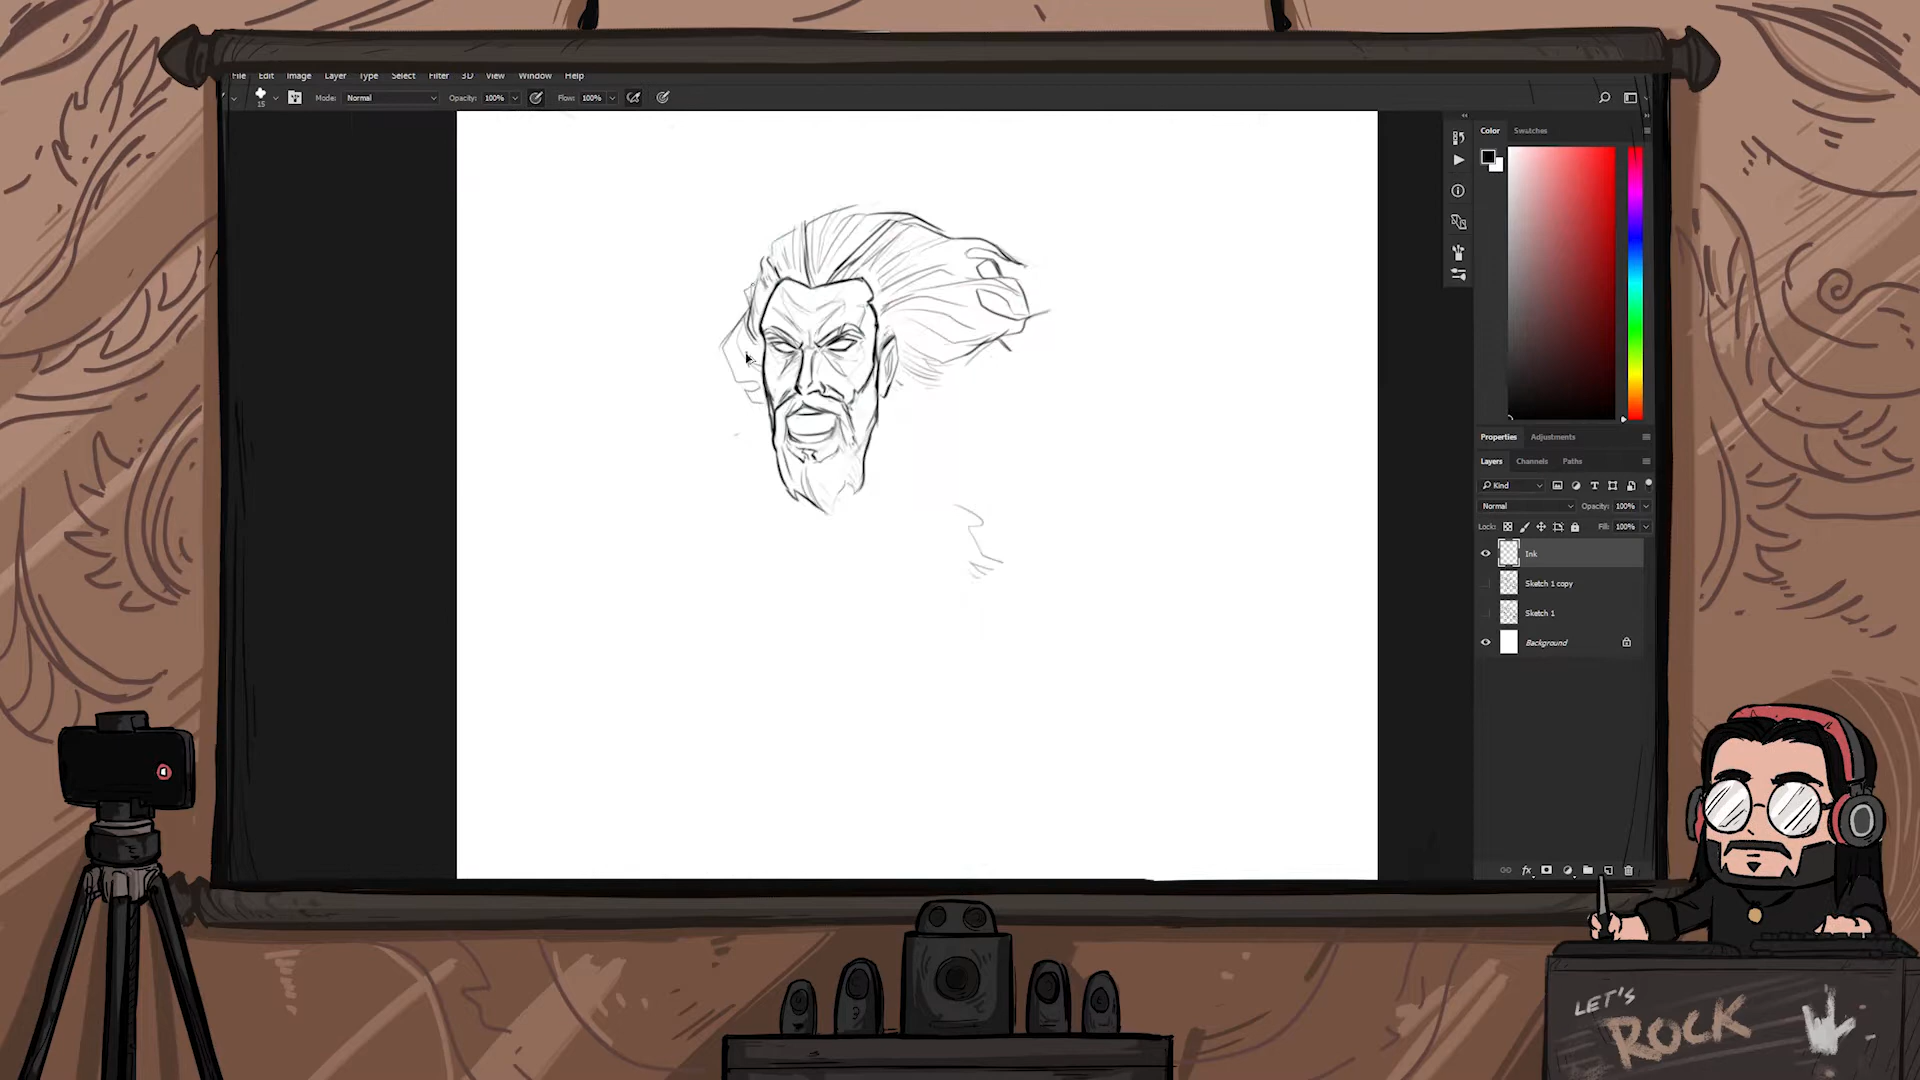 File Edit Image Layer Type Select Filter 3D View Window Help
15 Mode: Normal Opacity: 100% Flow: 100%
Color Swatches
Properties Adjustments
Layers Channels Paths
Kind
Normal Opacity: 100%
Lock: Fill: 100%
Ink
Sketch 1 copy
Sketch 1
Background
fx
LET'S
ROCK